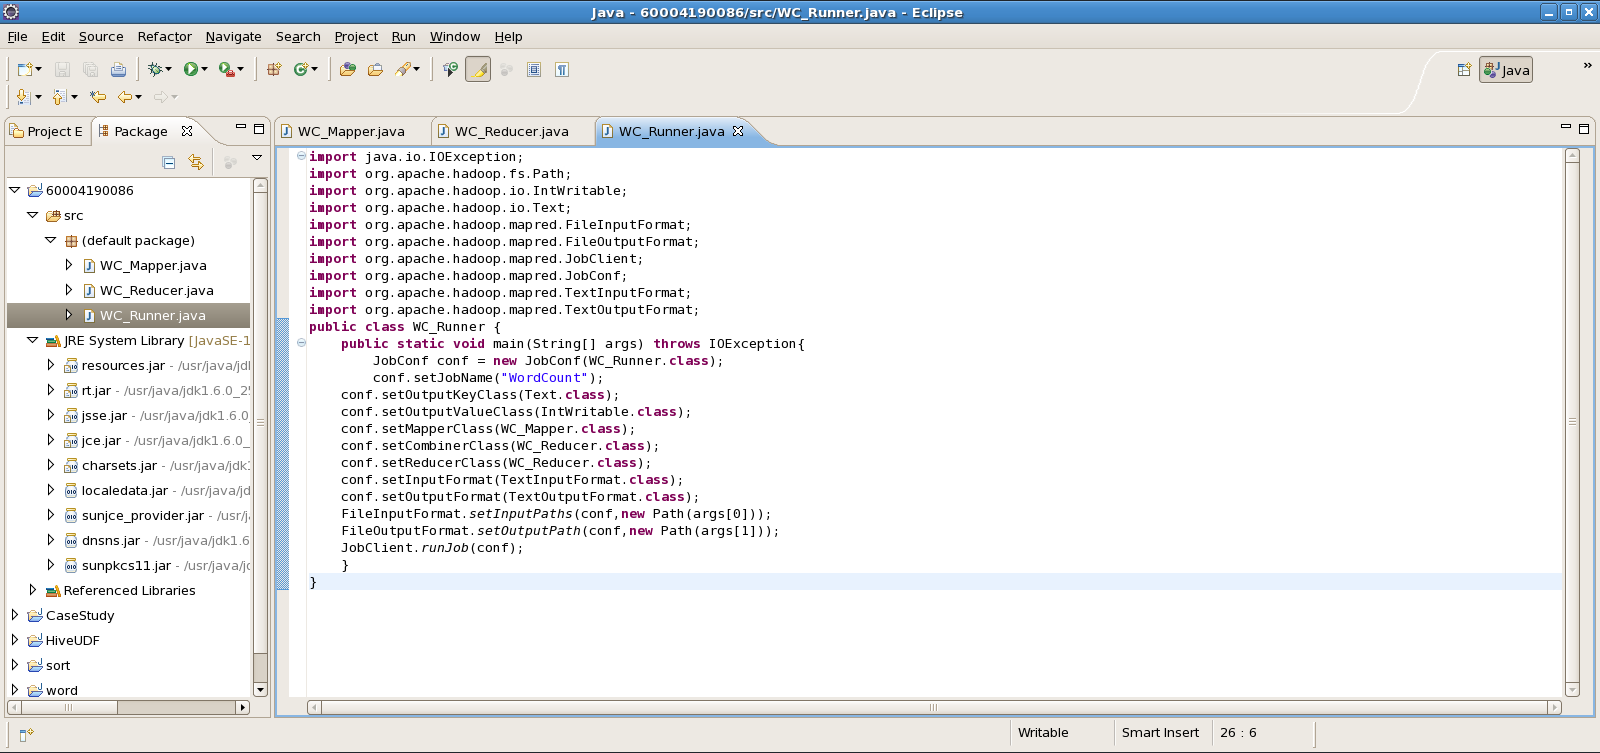 Java - 60004190086/src/WC_Runner.java - Eclipse
File Edit Source Refactor Navigate Search Project Run Window Help
Java
»
Project E
Package
WC_Mapper.java
WC_Reducer.java
WC_Runner.java
60004190086
src
(default package)
WC_Mapper.java
WC_Reducer.java
WC_Runner.java
JRE System Library [JavaSE-1
resources.jar - /usr/java/jdl
rt.jar - /usr/java/jdk1.6.0_2
jsse.jar - /usr/java/jdk1.6.0
jce.jar - /usr/java/jdk1.6.0_
charsets.jar - /usr/java/jdk1
localedata.jar - /usr/java/jd
sunjce_provider.jar - /usr/j
dnsns.jar - /usr/java/jdk1.6
sunpkcs11.jar - /usr/java/jd
Referenced Libraries
CaseStudy
HiveUDF
sort
word
import java.io.IOException;
import org.apache.hadoop.fs.Path;
import org.apache.hadoop.io.IntWritable;
import org.apache.hadoop.io.Text;
import org.apache.hadoop.mapred.FileInputFormat;
import org.apache.hadoop.mapred.FileOutputFormat;
import org.apache.hadoop.mapred.JobClient;
import org.apache.hadoop.mapred.JobConf;
import org.apache.hadoop.mapred.TextInputFormat;
import org.apache.hadoop.mapred.TextOutputFormat;
public class WC_Runner {
    public static void main(String[] args) throws IOException{
        JobConf conf = new JobConf(WC_Runner.class);
        conf.setJobName("WordCount");
    conf.setOutputKeyClass(Text.class);
    conf.setOutputValueClass(IntWritable.class);
    conf.setMapperClass(WC_Mapper.class);
    conf.setCombinerClass(WC_Reducer.class);
    conf.setReducerClass(WC_Reducer.class);
    conf.setInputFormat(TextInputFormat.class);
    conf.setOutputFormat(TextOutputFormat.class);
    FileInputFormat.setInputPaths(conf,new Path(args[0]));
    FileOutputFormat.setOutputPath(conf,new Path(args[1]));
    JobClient.runJob(conf);
    }
}
Writable
Smart Insert
26 : 6